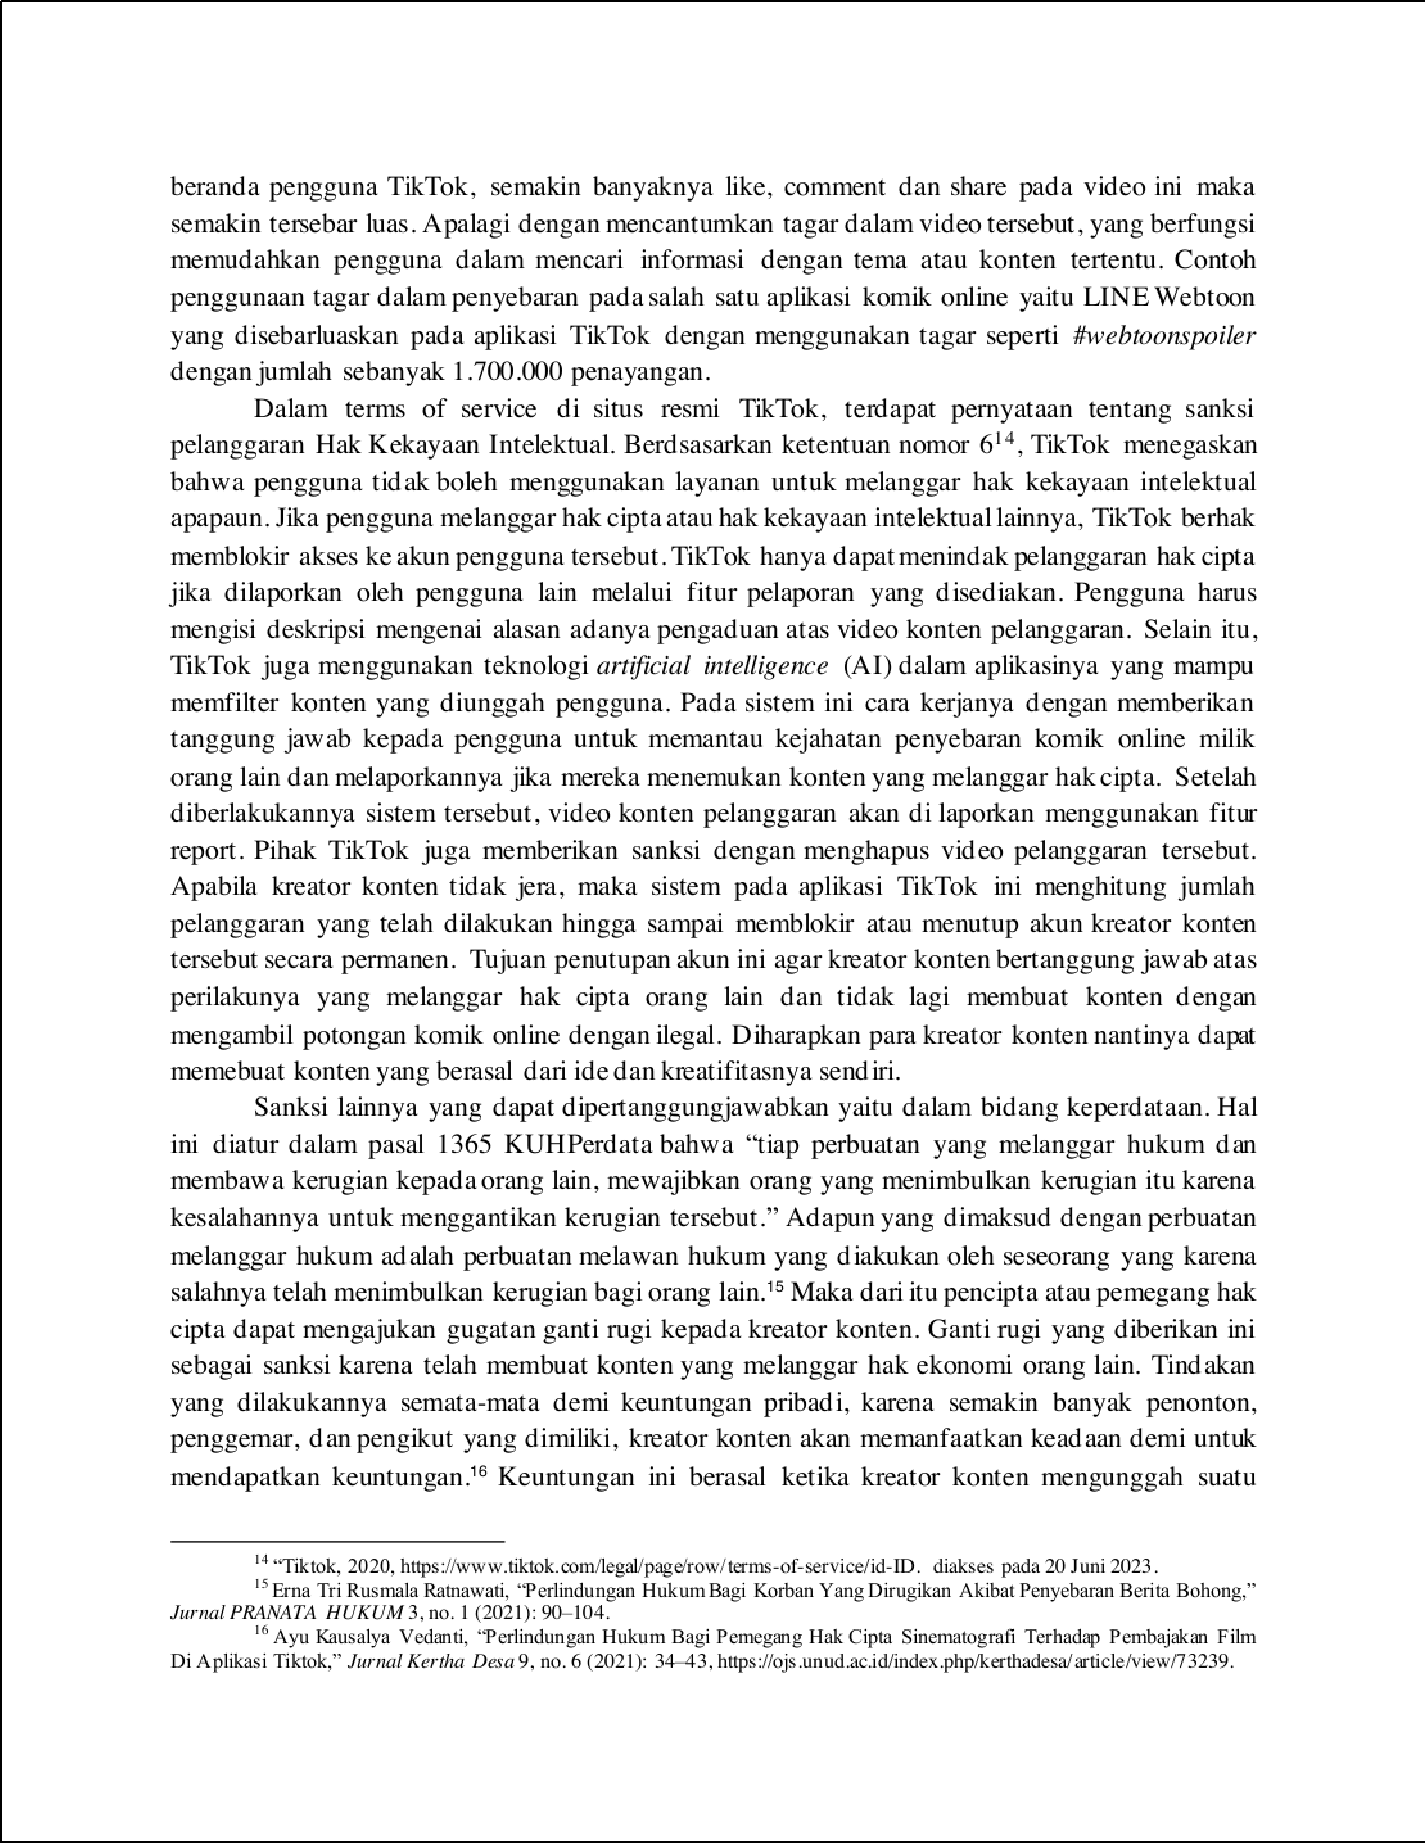 beranda pengguna TikTok, semakin banyaknya like, comment dan share pada video ini maka
semakin tersebar luas. Apalagi dengan mencantumkan tagar dalam video tersebut, yang berfungsi
memudahkan pengguna dalam mencari informasi dengan tema atau konten tertentu. Contoh
penggunaan tagar dalam penyebaran pada salah satu aplikasi komik online yaitu LINE Webtoon
yang disebarluaskan pada aplikasi TikTok dengan menggunakan tagar seperti #webtoonspoiler
dengan jumlah sebanyak 1.700.000 penayangan.
Dalam terms of service di situs resmi TikTok, terdapat pernyataan tentang sanksi
pelanggaran Hak Kekayaan Intelektual. Berdsasarkan ketentuan nomor 6¹⁴, TikTok menegaskan
bahwa pengguna tidak boleh menggunakan layanan untuk melanggar hak kekayaan intelektual
apapaun. Jika pengguna melanggar hak cipta atau hak kekayaan intelektual lainnya, TikTok berhak
memblokir akses ke akun pengguna tersebut. TikTok hanya dapat menindak pelanggaran hak cipta
jika dilaporkan oleh pengguna lain melalui fitur pelaporan yang disediakan. Pengguna harus
mengisi deskripsi mengenai alasan adanya pengaduan atas video konten pelanggaran. Selain itu,
TikTok juga menggunakan teknologi artificial intelligence (AI) dalam aplikasinya yang mampu
memfilter konten yang diunggah pengguna. Pada sistem ini cara kerjanya dengan memberikan
tanggung jawab kepada pengguna untuk memantau kejahatan penyebaran komik online milik
orang lain dan melaporkannya jika mereka menemukan konten yang melanggar hak cipta. Setelah
diberlakukannya sistem tersebut, video konten pelanggaran akan di laporkan menggunakan fitur
report. Pihak TikTok juga memberikan sanksi dengan menghapus video pelanggaran tersebut.
Apabila kreator konten tidak jera, maka sistem pada aplikasi TikTok ini menghitung jumlah
pelanggaran yang telah dilakukan hingga sampai memblokir atau menutup akun kreator konten
tersebut secara permanen. Tujuan penutupan akun ini agar kreator konten bertanggung jawab atas
perilakunya yang melanggar hak cipta orang lain dan tidak lagi membuat konten dengan
mengambil potongan komik online dengan ilegal. Diharapkan para kreator konten nantinya dapat
memebuat konten yang berasal dari ide dan kreatifitasnya sendiri.
Sanksi lainnya yang dapat dipertanggungjawabkan yaitu dalam bidang keperdataan. Hal
ini diatur dalam pasal 1365 KUHPerdata bahwa “tiap perbuatan yang melanggar hukum dan
membawa kerugian kepada orang lain, mewajibkan orang yang menimbulkan kerugian itu karena
kesalahannya untuk menggantikan kerugian tersebut.” Adapun yang dimaksud dengan perbuatan
melanggar hukum adalah perbuatan melawan hukum yang diakukan oleh seseorang yang karena
salahnya telah menimbulkan kerugian bagi orang lain.¹⁵ Maka dari itu pencipta atau pemegang hak
cipta dapat mengajukan gugatan ganti rugi kepada kreator konten. Ganti rugi yang diberikan ini
sebagai sanksi karena telah membuat konten yang melanggar hak ekonomi orang lain. Tindakan
yang dilakukannya semata-mata demi keuntungan pribadi, karena semakin banyak penonton,
penggemar, dan pengikut yang dimiliki, kreator konten akan memanfaatkan keadaan demi untuk
mendapatkan keuntungan.¹⁶ Keuntungan ini berasal ketika kreator konten mengunggah suatu
¹⁴ “Tiktok, 2020, https://www.tiktok.com/legal/page/row/terms-of-service/id-ID. diakses pada 20 Juni 2023.
¹⁵ Erna Tri Rusmala Ratnawati, “Perlindungan Hukum Bagi Korban Yang Dirugikan Akibat Penyebaran Berita Bohong,”
Jurnal PRANATA HUKUM 3, no. 1 (2021): 90–104.
¹⁶ Ayu Kausalya Vedanti, “Perlindungan Hukum Bagi Pemegang Hak Cipta Sinematografi Terhadap Pembajakan Film
Di Aplikasi Tiktok,” Jurnal Kertha Desa 9, no. 6 (2021): 34–43, https://ojs.unud.ac.id/index.php/kerthadesa/article/view/73239.